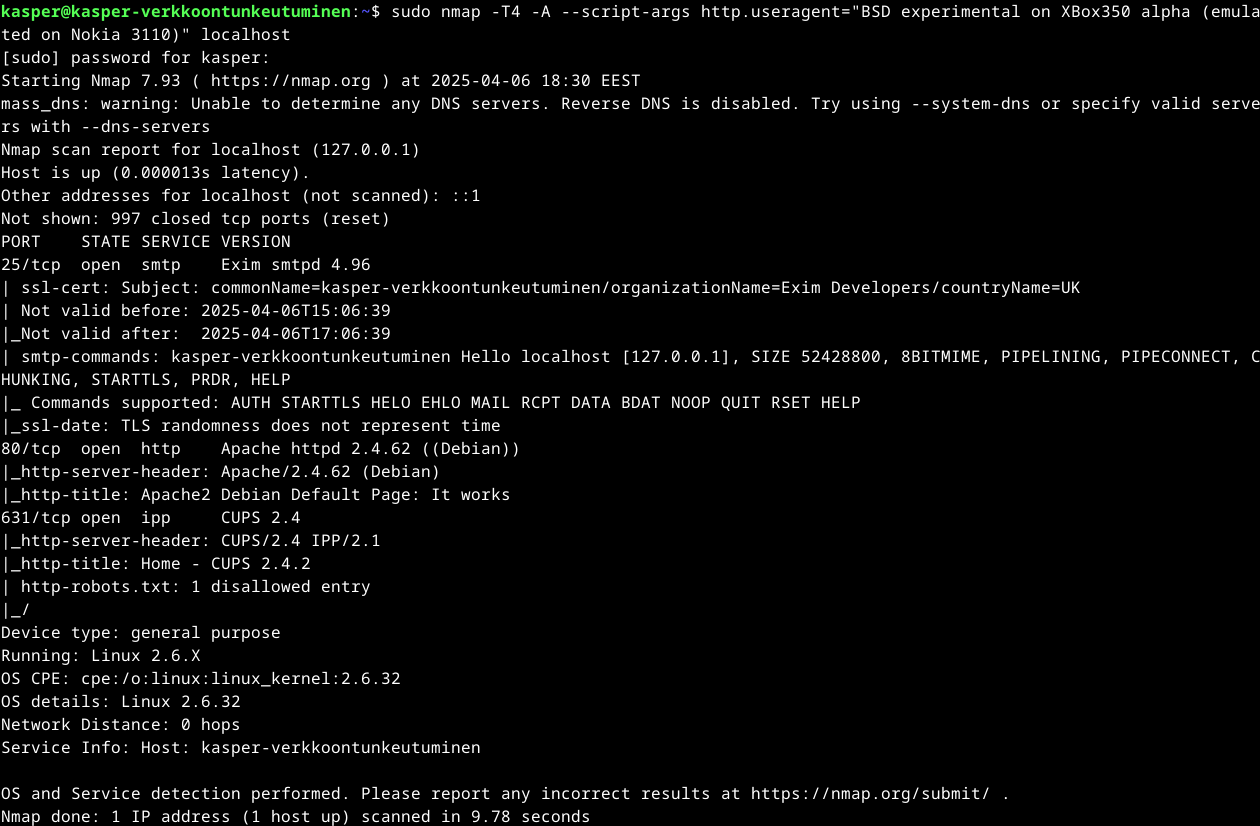 kasper@kasper-verkkoontunkeutuminen:~$ sudo nmap -T4 -A --script-args http.useragent="BSD experimental on XBox350 alpha (emula
ted on Nokia 3110)" localhost
[sudo] password for kasper:
Starting Nmap 7.93 ( https://nmap.org ) at 2025-04-06 18:30 EEST
mass_dns: warning: Unable to determine any DNS servers. Reverse DNS is disabled. Try using --system-dns or specify valid serve
rs with --dns-servers
Nmap scan report for localhost (127.0.0.1)
Host is up (0.000013s latency).
Other addresses for localhost (not scanned): ::1
Not shown: 997 closed tcp ports (reset)
PORT    STATE SERVICE VERSION
25/tcp  open  smtp    Exim smtpd 4.96
| ssl-cert: Subject: commonName=kasper-verkkoontunkeutuminen/organizationName=Exim Developers/countryName=UK
| Not valid before: 2025-04-06T15:06:39
|_Not valid after:  2025-04-06T17:06:39
| smtp-commands: kasper-verkkoontunkeutuminen Hello localhost [127.0.0.1], SIZE 52428800, 8BITMIME, PIPELINING, PIPECONNECT, C
HUNKING, STARTTLS, PRDR, HELP
|_ Commands supported: AUTH STARTTLS HELO EHLO MAIL RCPT DATA BDAT NOOP QUIT RSET HELP
|_ssl-date: TLS randomness does not represent time
80/tcp  open  http    Apache httpd 2.4.62 ((Debian))
|_http-server-header: Apache/2.4.62 (Debian)
|_http-title: Apache2 Debian Default Page: It works
631/tcp open  ipp     CUPS 2.4
|_http-server-header: CUPS/2.4 IPP/2.1
|_http-title: Home - CUPS 2.4.2
| http-robots.txt: 1 disallowed entry
|_/
Device type: general purpose
Running: Linux 2.6.X
OS CPE: cpe:/o:linux:linux_kernel:2.6.32
OS details: Linux 2.6.32
Network Distance: 0 hops
Service Info: Host: kasper-verkkoontunkeutuminen

OS and Service detection performed. Please report any incorrect results at https://nmap.org/submit/ .
Nmap done: 1 IP address (1 host up) scanned in 9.78 seconds